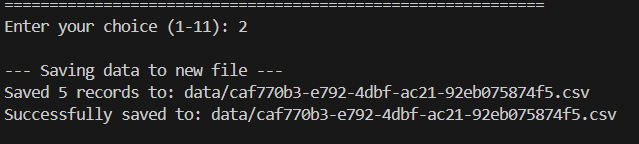 ============================================================
Enter your choice (1-11): 2
--- Saving data to new file ---
Saved 5 records to: data/caf770b3-e792-4dbf-ac21-92eb075874f5.csv
Successfully saved to: data/caf770b3-e792-4dbf-ac21-92eb075874f5.csv